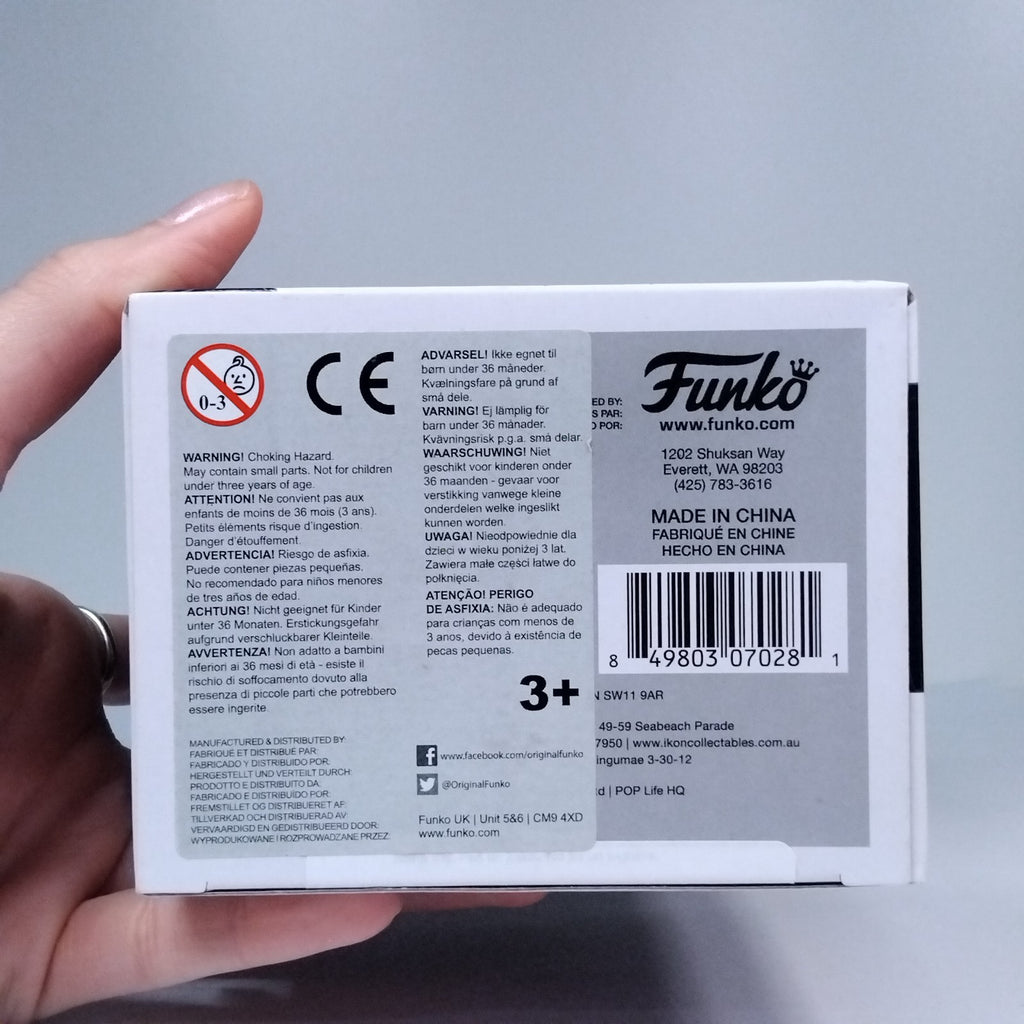 0-3
CE
WARNING! Choking Hazard.
May contain small parts. Not for children
under three years of age.
ATTENTION! Ne convient pas aux
enfants de moins de 36 mois (3 ans).
Petits éléments risque d'ingestion.
Danger d'étouffement.
ADVERTENCIA! Riesgo de asfixia.
Puede contener piezas pequeñas.
No recomendado para niños menores
de tres años de edad.
ACHTUNG! Nicht geeignet für Kinder
unter 36 Monaten. Erstickungsgefahr
aufgrund verschluckbarer Kleinteile.
AVVERTENZA! Non adatto a bambini
inferiori ai 36 mesi di età - esiste il
rischio di soffocamento dovuto alla
presenza di piccole parti che potrebbero
essere ingerite.
MANUFACTURED & DISTRIBUTED BY:
FABRIQUÉ ET DISTRIBUÉ PAR:
FABRICADO Y DISTRIBUIDO POR:
HERGESTELLT UND VERTEILT DURCH:
PRODOTTO E DISTRIBUITO DA:
FABRICADO E DISTRIBUÍDO POR:
FREMSTILLET OG DISTRIBUERET AF:
TILLVERKAD OCH DISTRIBUERAD AV:
VERVAARDIGD EN GEDISTRIBUEERD DOOR:
WYPRODUKOWANE I ROZPROWADZANE PRZEZ:
ADVARSEL! Ikke egnet til
børn under 36 måneder.
Kvælningsfare på grund af
små dele.
VARNING! Ej lämplig för
barn under 36 månader.
Kvävningsrisk p.g.a. små delar.
WAARSCHUWING! Niet
geschikt voor kinderen onder
36 maanden - gevaar voor
verstikking vanwege kleine
onderdelen welke ingeslikt
kunnen worden.
UWAGA! Nieodpowiednie dla
dzieci w wieku poniżej 3 lat.
Zawiera małe części łatwe do
połknięcia.
ATENÇÃO! PERIGO
DE ASFIXIA: Não é adequado
para crianças com menos de
3 anos, devido à existência de
peças pequenas.
3+
www.facebook.com/originalfunko
@OriginalFunko
Funko UK | Unit 5&6 | CM9 4XD
www.funko.com
ED BY:
S PAR:
O POR:
Funko
www.funko.com
1202 Shuksan Way
Everett, WA 98203
(425) 783-3616
MADE IN CHINA
FABRIQUÉ EN CHINE
HECHO EN CHINA
8 49803 07028 1
N SW11 9AR
49-59 Seabeach Parade
7950 | www.ikoncollectables.com.au
ingumae 3-30-12
d | POP Life HQ